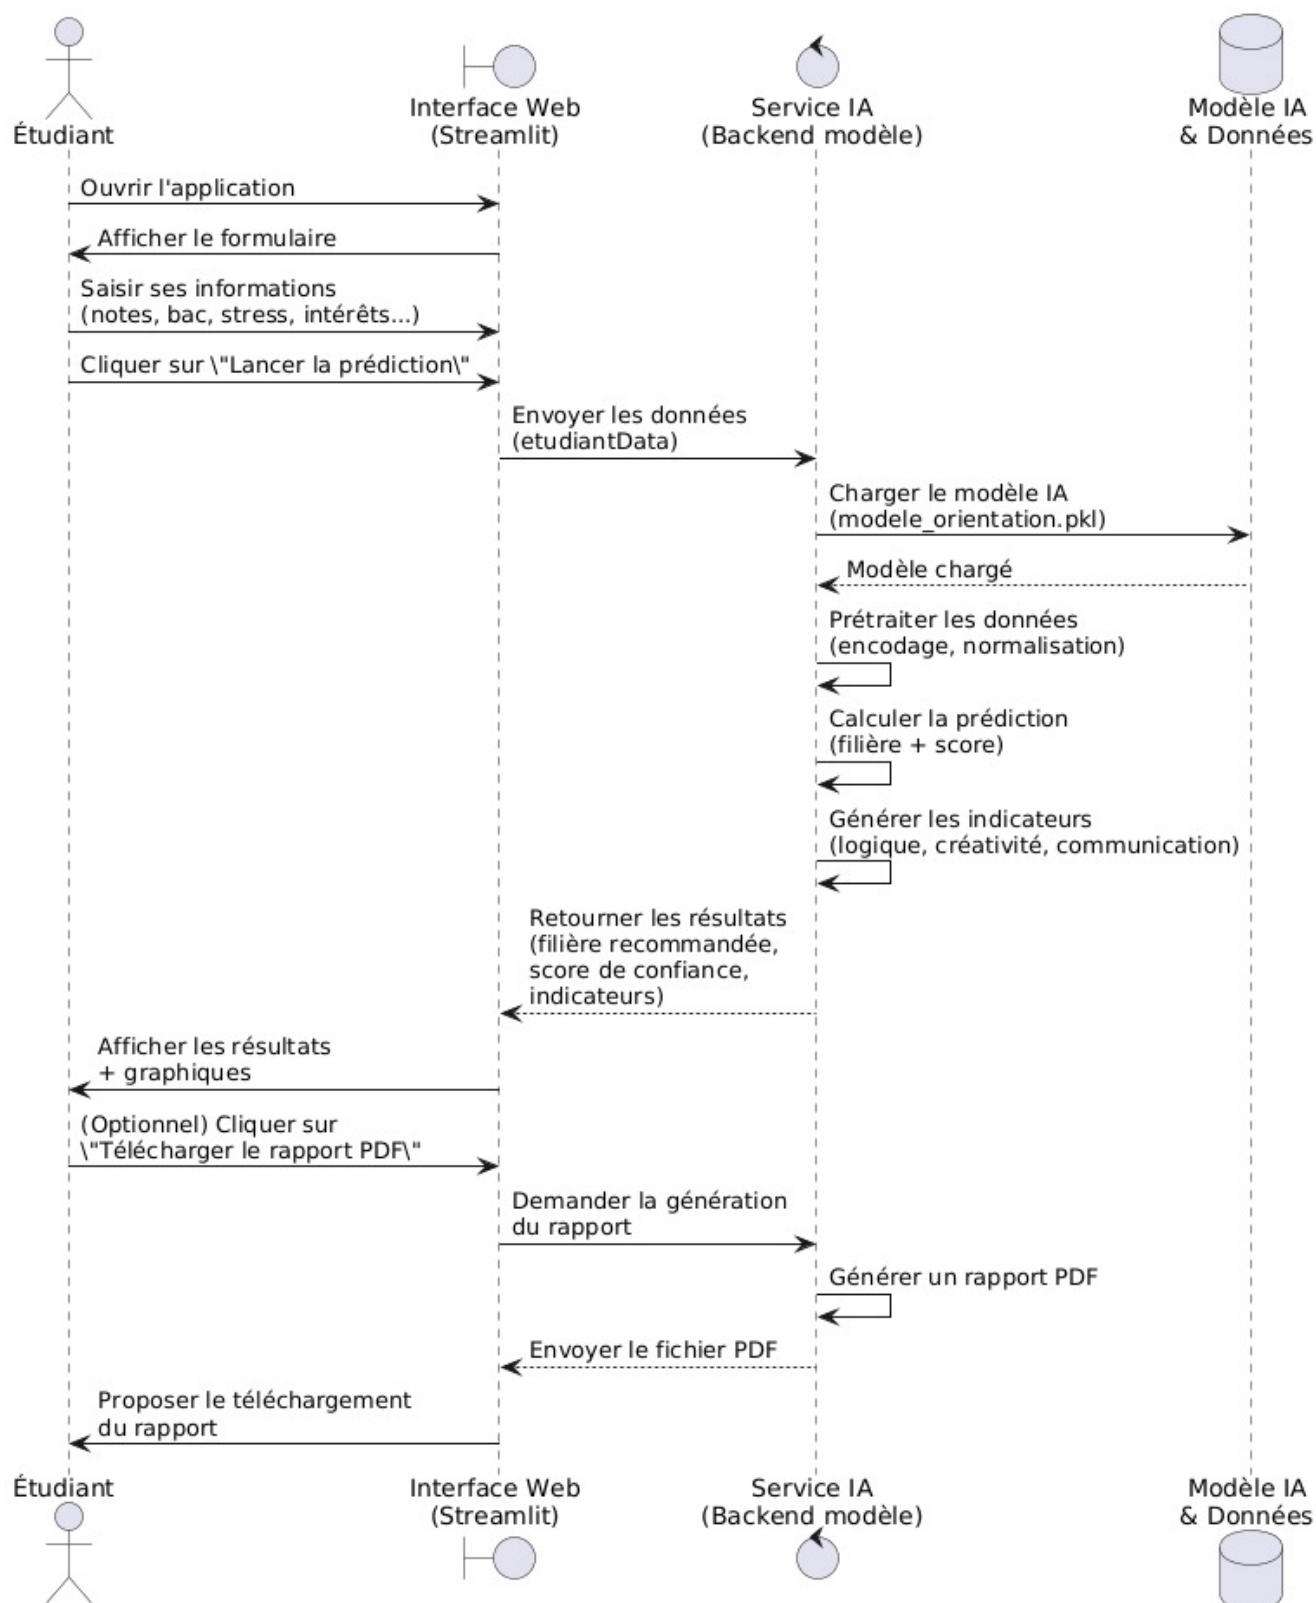 Étudiant
Interface Web
(Streamlit)
Service IA
(Backend modèle)
Modèle IA
& Données
Ouvrir l'application
Afficher le formulaire
Saisir ses informations
(notes, bac, stress, intérêts...)
Cliquer sur \"Lancer la prédiction\"
Envoyer les données
(etudiantData)
Charger le modèle IA
(modele_orientation.pkl)
Modèle chargé
Prétraiter les données
(encodage, normalisation)
Calculer la prédiction
(filière + score)
Générer les indicateurs
(logique, créativité, communication)
Retourner les résultats
(filière recommandée,
score de confiance,
indicateurs)
Afficher les résultats
+ graphiques
(Optionnel) Cliquer sur
\"Télécharger le rapport PDF\"
Demander la génération
du rapport
Générer un rapport PDF
Envoyer le fichier PDF
Proposer le téléchargement
du rapport
Étudiant
Interface Web
(Streamlit)
Service IA
(Backend modèle)
Modèle IA
& Données